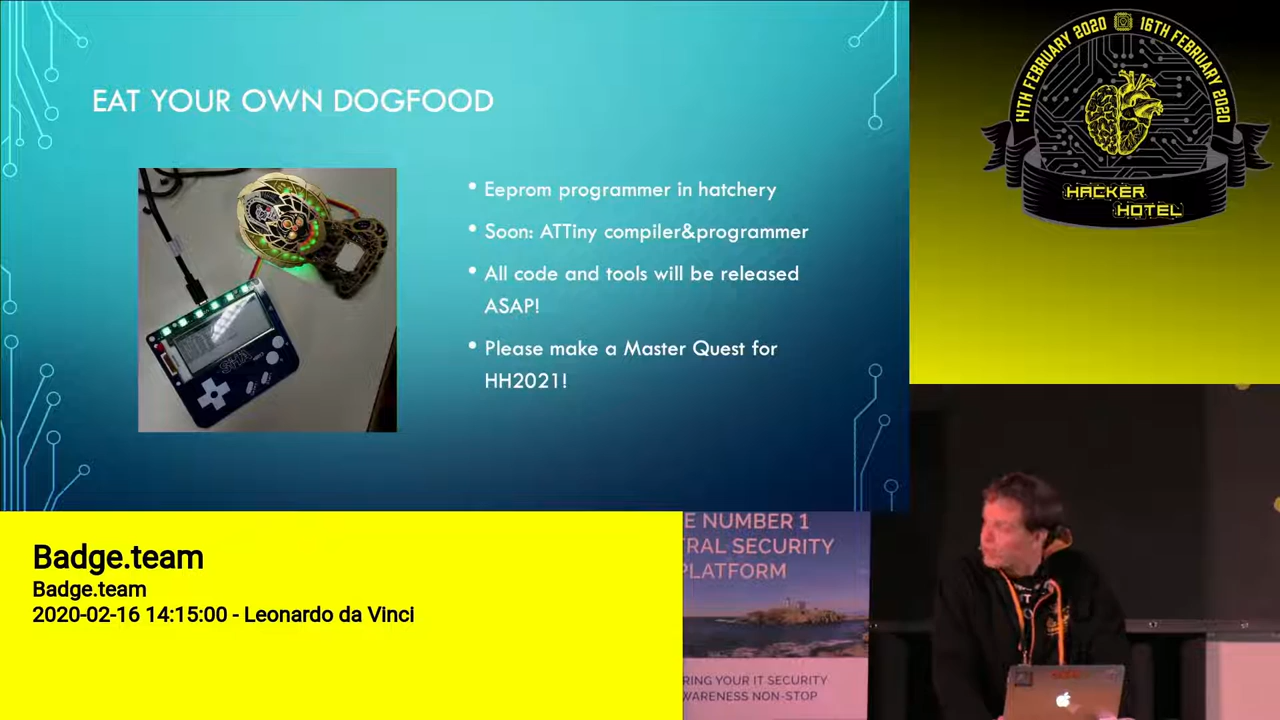 EAT YOUR OWN DOGFOOD
• Eeprom programmer in hatchery
• Soon: ATTiny compiler&programmer
• All code and tools will be released
ASAP!
• Please make a Master Quest for
HH2021!
14TH FEBRUARY 2020 16TH FEBRUARY 2020
HACKER
HOTEL
SHA
Badge.team
Badge.team
2020-02-16 14:15:00 - Leonardo da Vinci
E NUMBER 1
TRAL SECURITY
PLATFORM
RING YOUR IT SECURITY
WARENESS NON-STOP